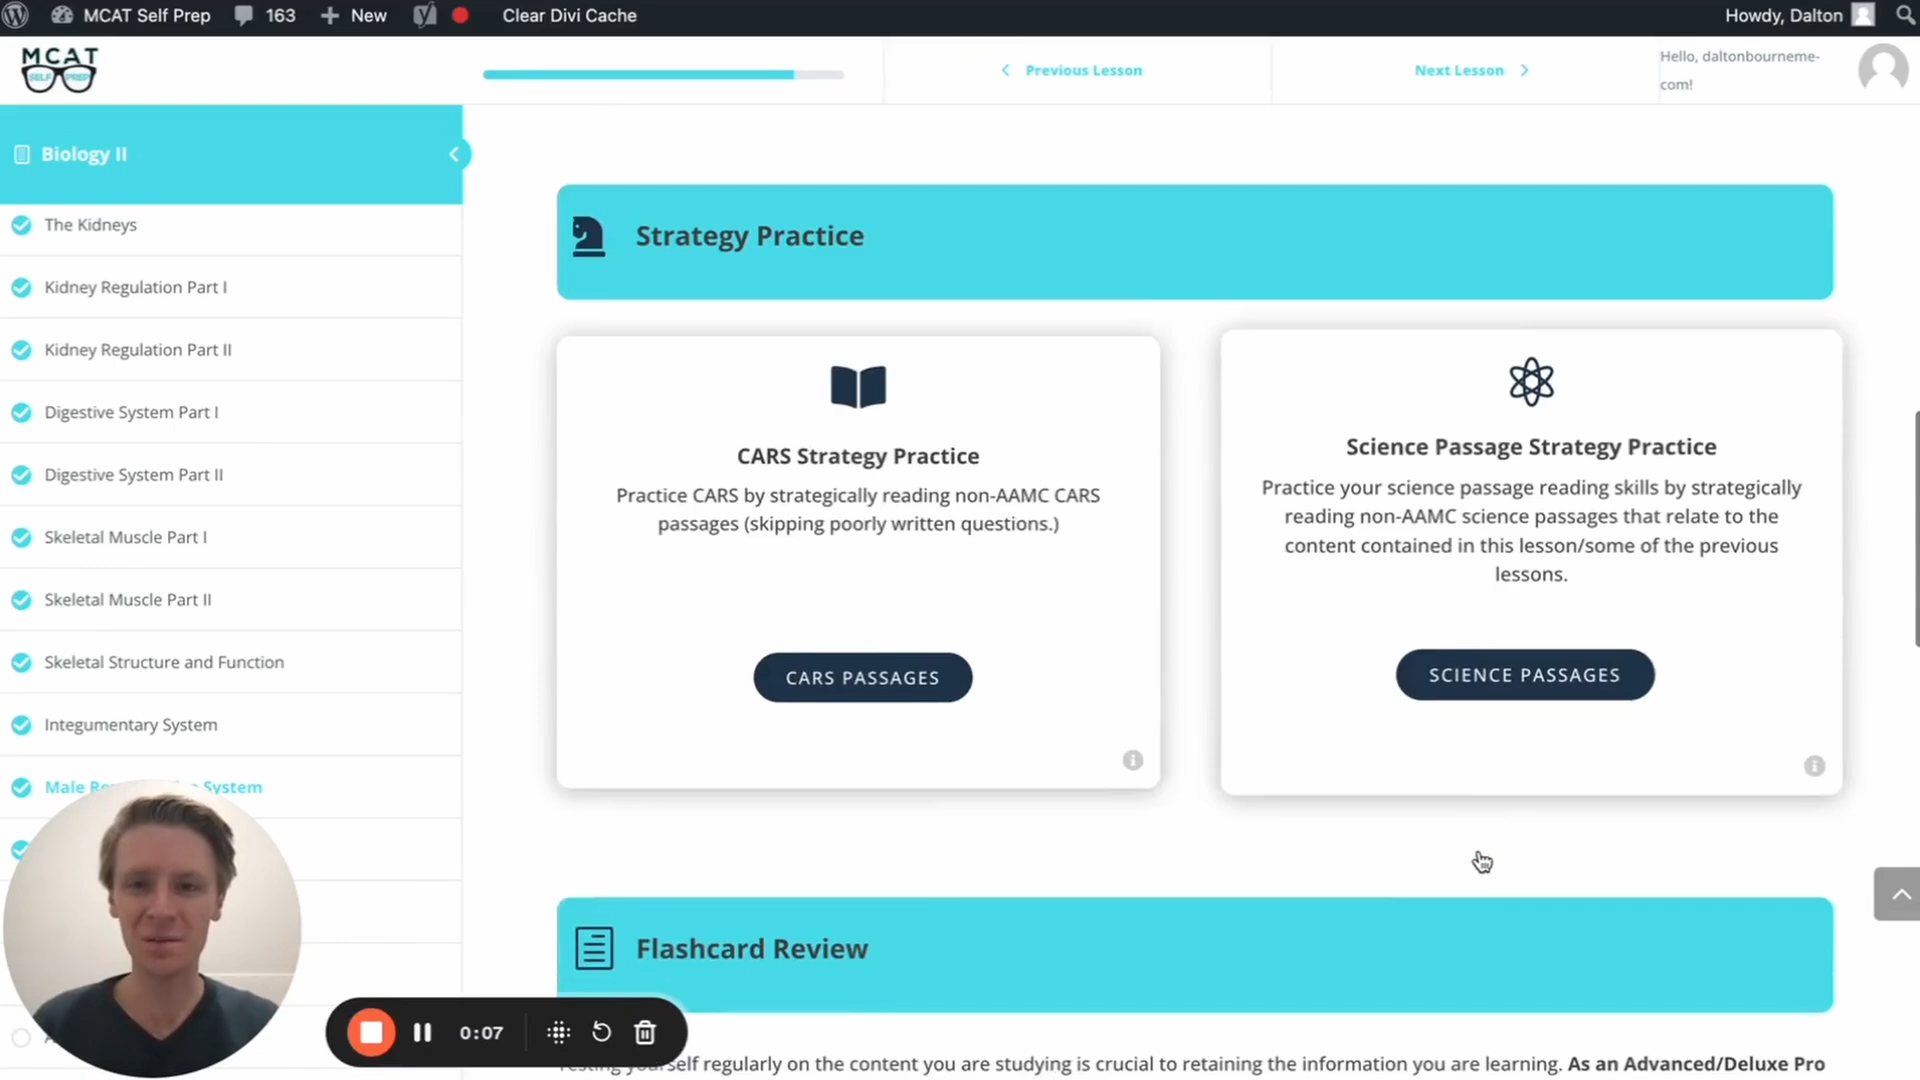 MCAT Self Prep
163
New
Clear Divi Cache
Howdy, Dalton
MCAT
SELF PREP
Previous Lesson
Next Lesson
Hello, daltonbourneme-
com!
Biology II
The Kidneys
Kidney Regulation Part I
Kidney Regulation Part II
Digestive System Part I
Digestive System Part II
Skeletal Muscle Part I
Skeletal Muscle Part II
Skeletal Structure and Function
Integumentary System
Male System
Strategy Practice
CARS Strategy Practice
Practice CARS by strategically reading non-AAMC CARS
passages (skipping poorly written questions.)
CARS PASSAGES
Science Passage Strategy Practice
Practice your science passage reading skills by strategically
reading non-AAMC science passages that relate to the
content contained in this lesson/some of the previous
lessons.
SCIENCE PASSAGES
Flashcard Review
0:07
regularly on the content you are studying is crucial to retaining the information you are learning. As an Advanced/Deluxe Pro